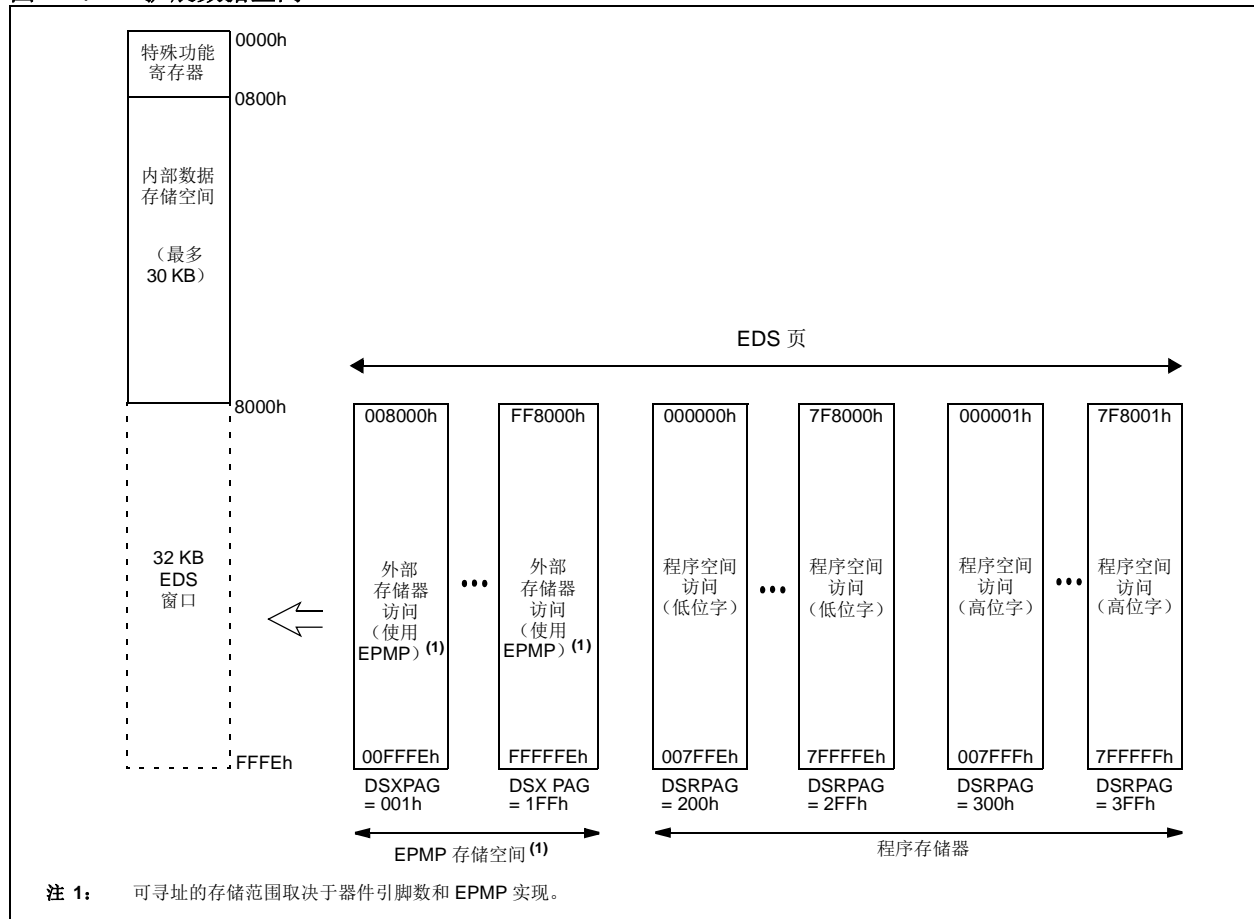 特殊功能
寄存器
0000h
0800h
内部数据
存储空间
（最多
30 KB）
8000h
EDS 页
32 KB
EDS
窗口
FFFEh
008000h
外部
存储器
访问
（使用
EPMP）(1)
00FFFEh
DSXPAG
= 001h
•••
FF8000h
外部
存储器
访问
（使用
EPMP）(1)
FFFFFEh
DSX PAG
= 1FFh
EPMP 存储空间(1)
000000h
程序空间
访问
（低位字）
007FFEh
DSRPAG
= 200h
•••
7F8000h
程序空间
访问
（低位字）
7FFFFEh
DSRPAG
= 2FFh
000001h
程序空间
访问
（高位字）
007FFFh
DSRPAG
= 300h
•••
7F8001h
程序空间
访问
（高位字）
7FFFFFh
DSRPAG
= 3FFh
程序存储器
注 1： 可寻址的存储范围取决于器件引脚数和 EPMP 实现。